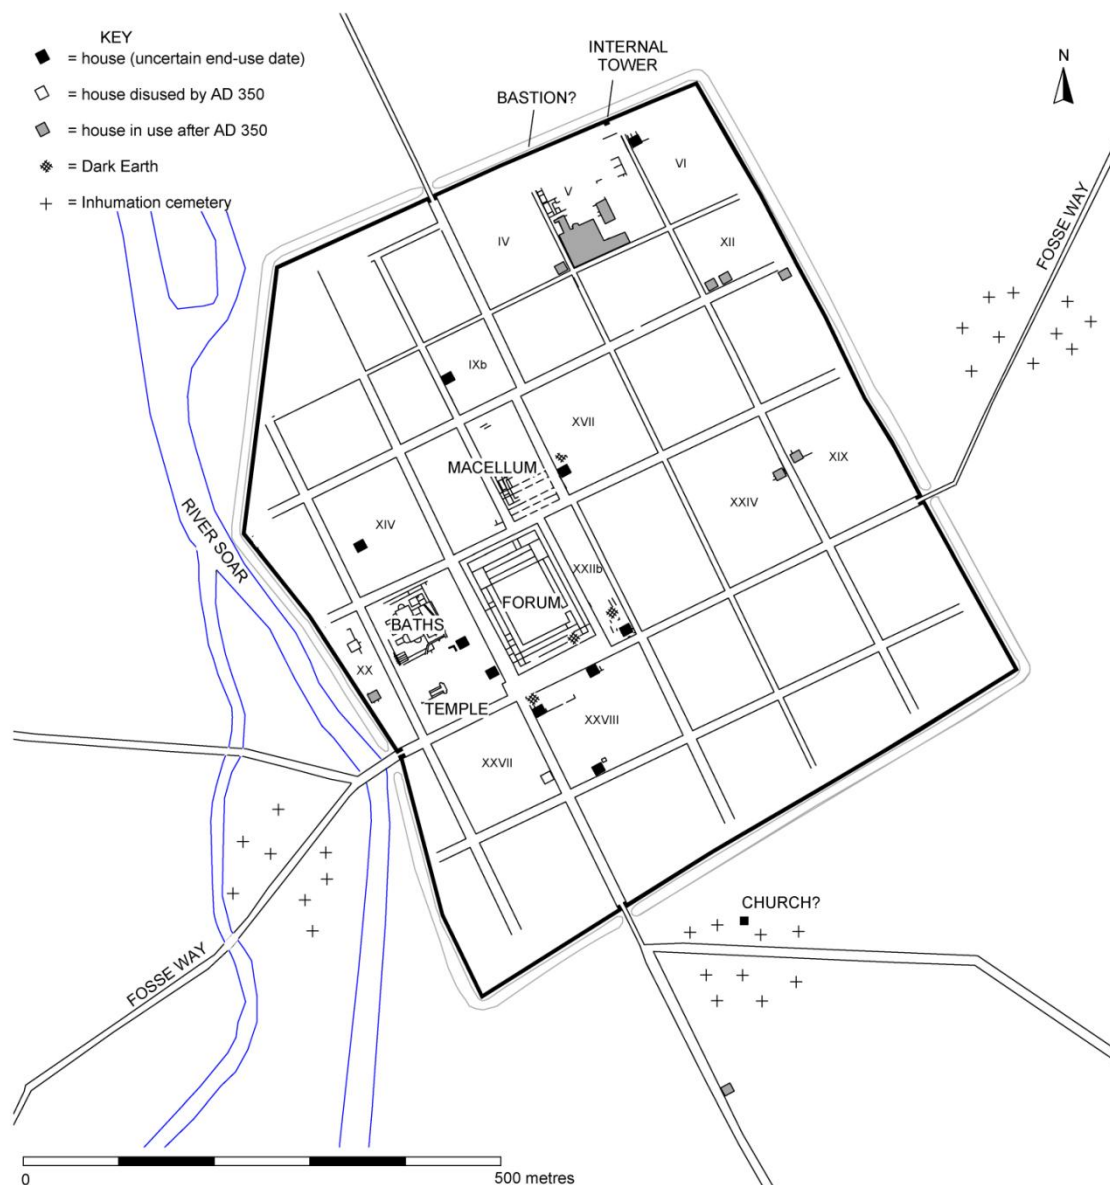 KEY
= house (uncertain end-use date)
= house disused by AD 350
= house in use after AD 350
= Dark Earth
= Inhumation cemetery
INTERNAL
TOWER
BASTION?
N
VI
V
IV
XII
FOSSE WAY
IXb
XVII
MACELLUM
XIX
XXIV
XIV
RIVER SOAR
XXIIb
FORUM
BATHS
XX
TEMPLE
XXVIII
XXVII
CHURCH?
FOSSE WAY
0
500 metres